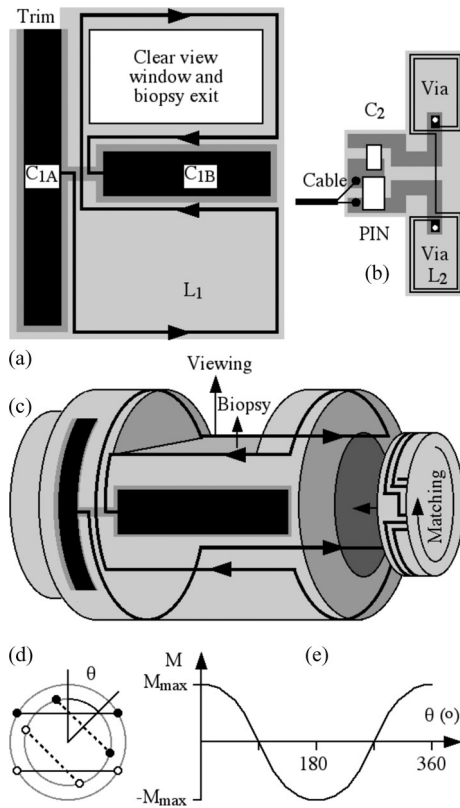 Trim
Clear view
window and
biopsy exit
C1A
C1B
L1
(a)
C2
Via
Cable
PIN
Via
L2
(b)
(c)
Viewing
Biopsy
Matching
(d)
θ
(e)
M
Mmax
θ (o)
180
360
-Mmax